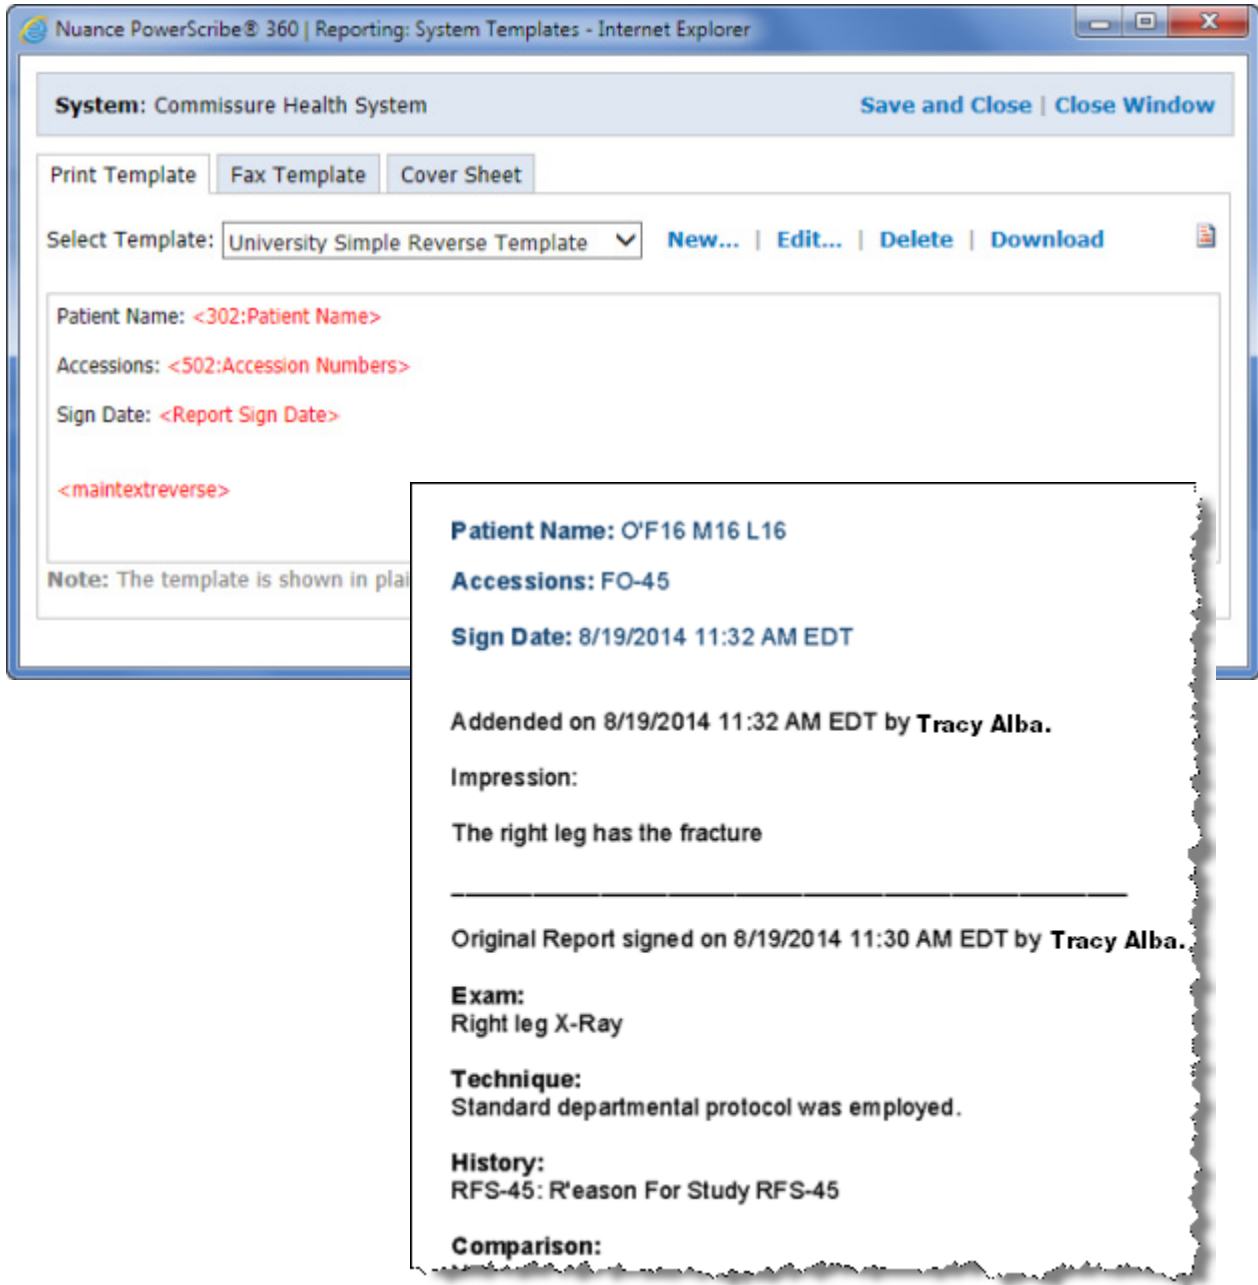 Nuance PowerScribe® 360 | Reporting: System Templates - Internet Explorer
System: Commissure Health System Save and Close | Close Window
Print Template Fax Template Cover Sheet
Select Template: University Simple Reverse Template New... | Edit... | Delete | Download
Patient Name: <302:Patient Name>
Accessions: <502:Accession Numbers>
Sign Date: <Report Sign Date>
<maintextreverse>
Note: The template is shown in plai
Patient Name: O'F16 M16 L16
Accessions: FO-45
Sign Date: 8/19/2014 11:32 AM EDT
Addended on 8/19/2014 11:32 AM EDT by Tracy Alba.
Impression:
The right leg has the fracture
Original Report signed on 8/19/2014 11:30 AM EDT by Tracy Alba.
Exam:
Right leg X-Ray
Technique:
Standard departmental protocol was employed.
History:
RFS-45: R'eason For Study RFS-45
Comparison: